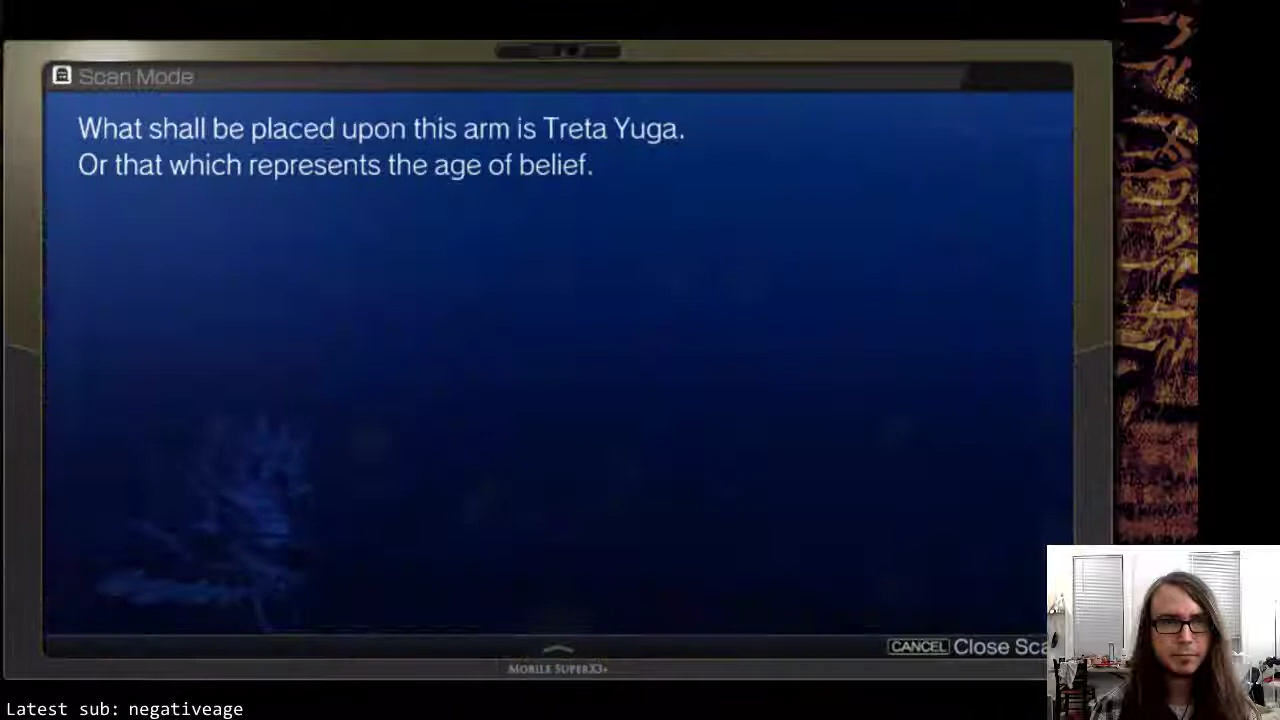 Scan Mode
What shall be placed upon this arm is Treta Yuga.
Or that which represents the age of belief.
CANCEL Close Sca
MOBILE SUPERX3+
Latest sub: negativeage